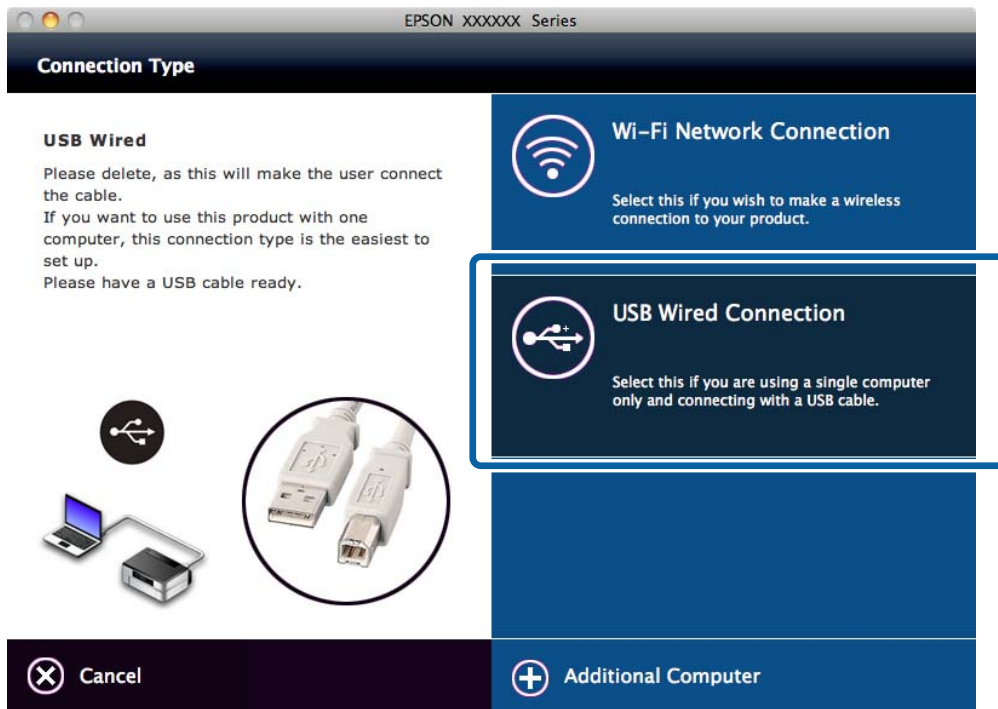 EPSON XXXXXX Series
Connection Type
USB Wired
Please delete, as this will make the user connect
the cable.
If you want to use this product with one
computer, this connection type is the easiest to
set up.
Please have a USB cable ready.
Wi-Fi Network Connection
Select this if you wish to make a wireless
connection to your product.
USB Wired Connection
Select this if you are using a single computer
only and connecting with a USB cable.
Cancel
Additional Computer